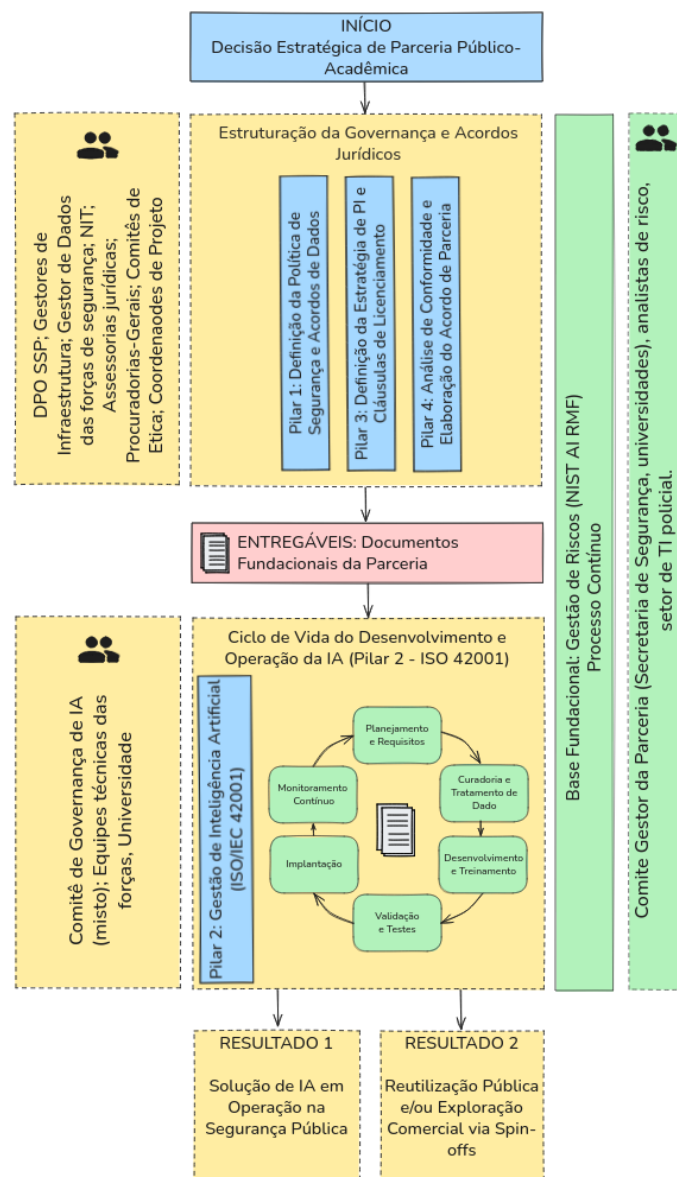 INÍCIO
Decisão Estratégica de Parceria Público-
Acadêmica
DPO SSP; Gestores de
Infraestrutura; Gestor de Dados
das forças de segurança; NIT;
Assessorias jurídicas;
Procuradorias-Gerais; Comitês de
Etica; Coordenaodes de Projeto
Estruturação da Governança e Acordos
Jurídicos
Pilar 1: Definição da Política de
Segurança e Acordos de Dados
Pilar 3: Definição da Estratégia de PI e
Cláusulas de Licenciamento
Pilar 4: Análise de Conformidade e
Elaboração do Acordo de Parceria
ENTREGÁVEIS: Documentos
Fundacionais da Parceria
Comitê de Governança de IA
(misto); Equipes técnicas das
forças, Universidade
Ciclo de Vida do Desenvolvimento e
Operação da IA (Pilar 2 - ISO 42001)
Pilar 2: Gestão de Inteligência Artificial
(ISO/IEC 42001)
Planejamento
e Requisitos
Curadoria e
Tratamento de
Dado
Desenvolvimento
e Treinamento
Validação
e Testes
Implantação
Monitoramento
Contínuo
Base Fundacional: Gestão de Riscos (NIST AI RMF)
Processo Contínuo
Comite Gestor da Parceria (Secretaria de Segurança, universidades), analistas de risco,
setor de TI policial.
RESULTADO 1
Solução de IA em
Operação na
Segurança Pública
RESULTADO 2
Reutilização Pública
e/ou Exploração
Comercial via Spin-
offs